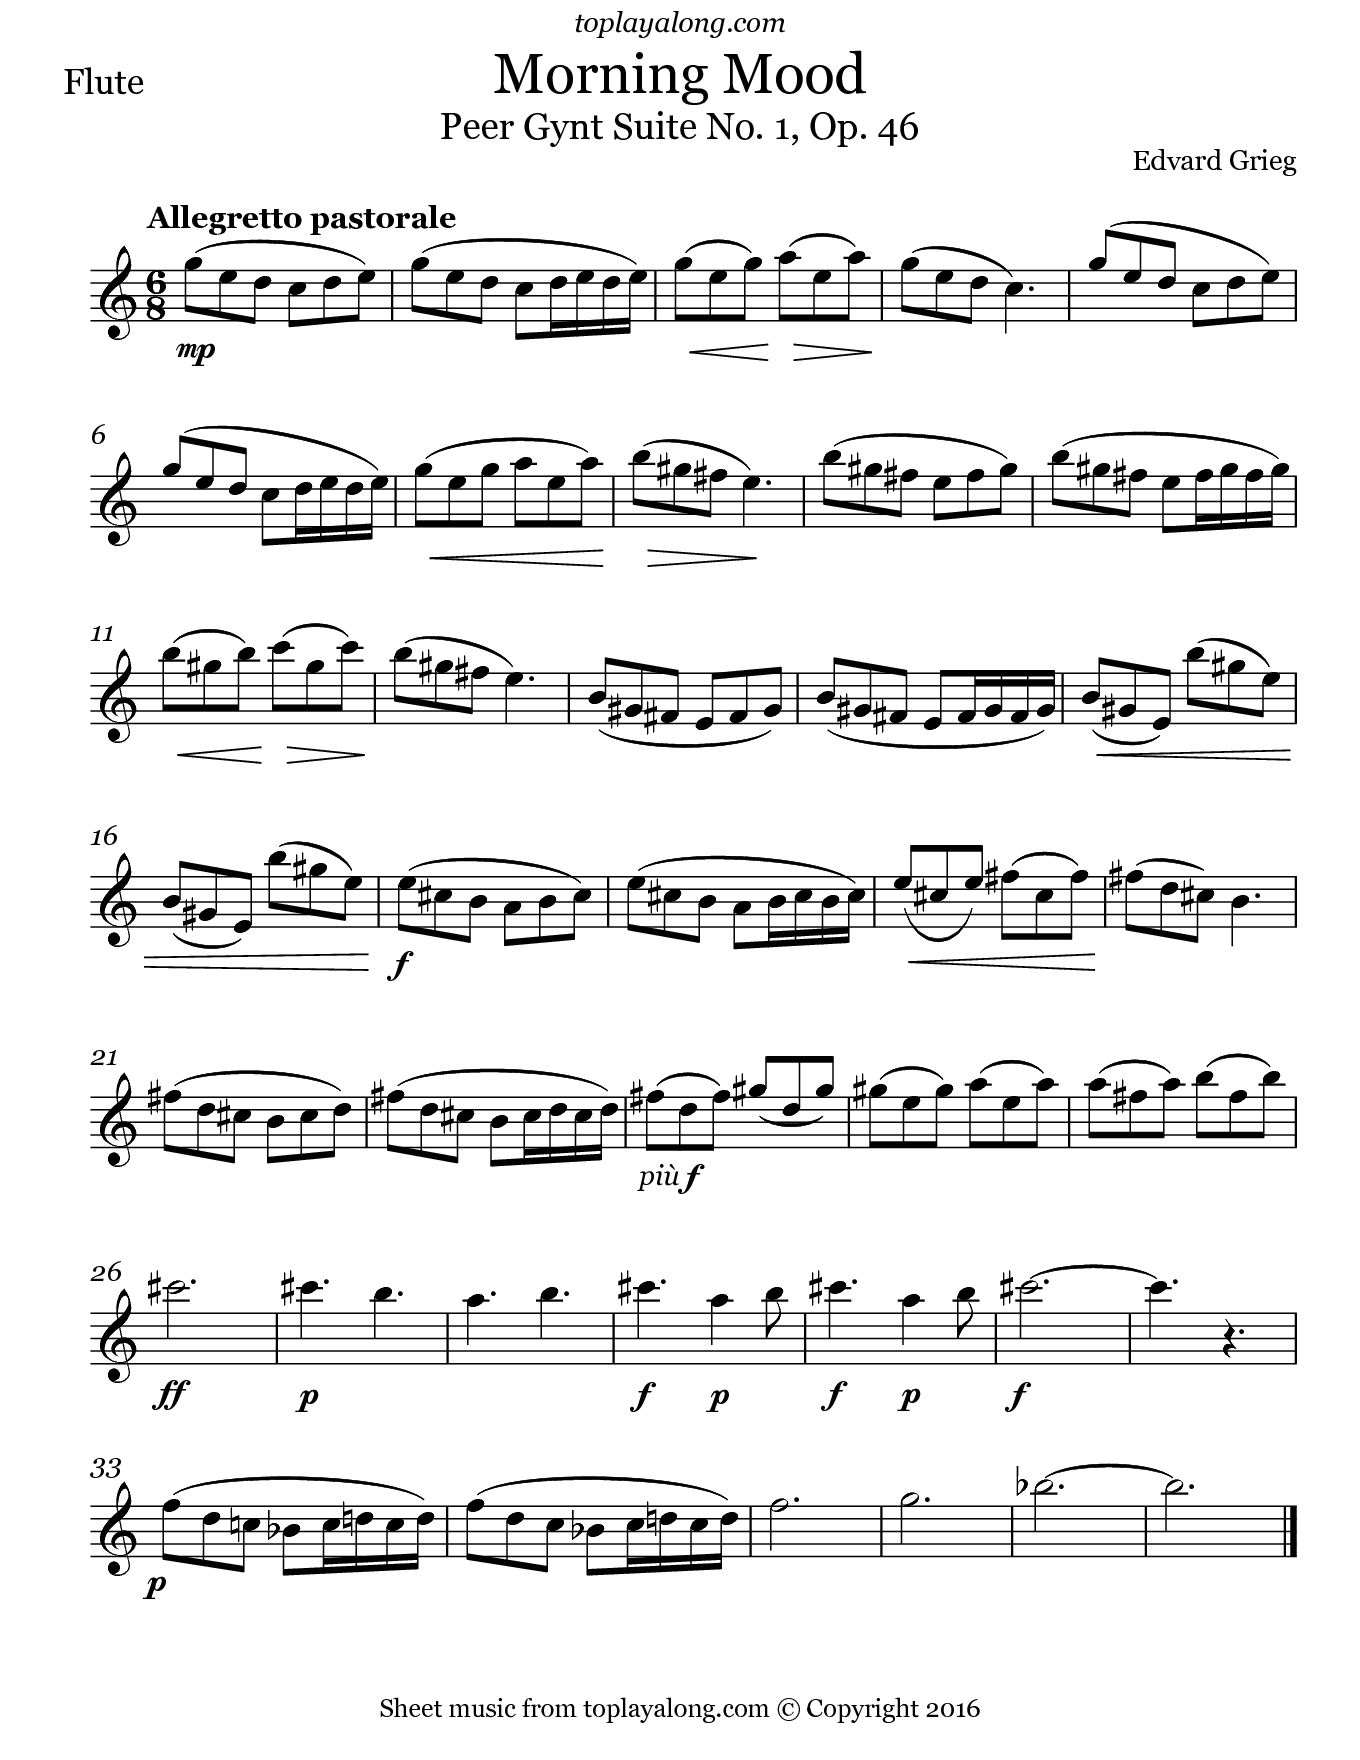 toplayalong.com
Morning Mood
Flute
Peer Gynt Suite No. 1, Op. 46
Edvard Grieg
Allegretto pastorale
6
8
mp
6
11
16
f
21
più f
26
ff p f p f p f
33
p
Sheet music from toplayalong.com © Copyright 2016